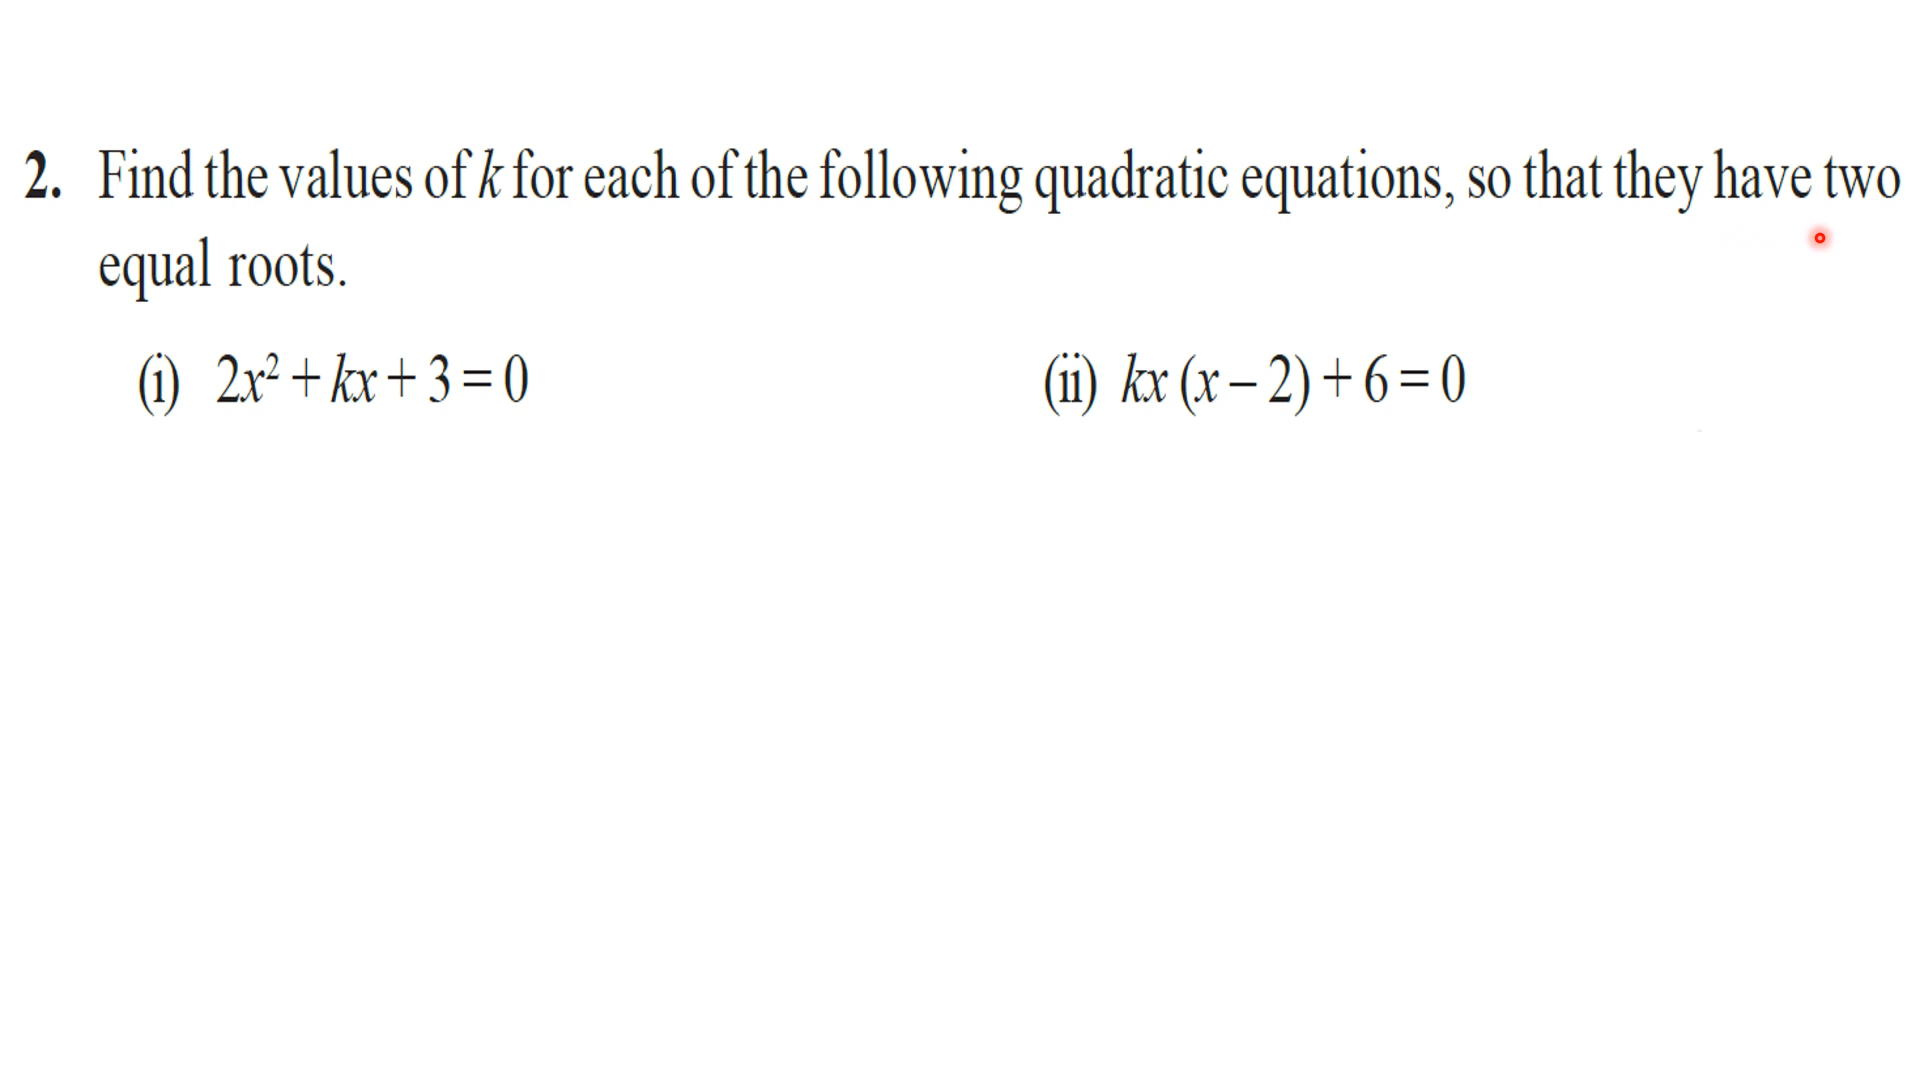 2. Find the values of k for each of the following quadratic equations, so that they have two
equal roots.
(i) 2x² + kx + 3 = 0 (ii) kx (x – 2) + 6 = 0